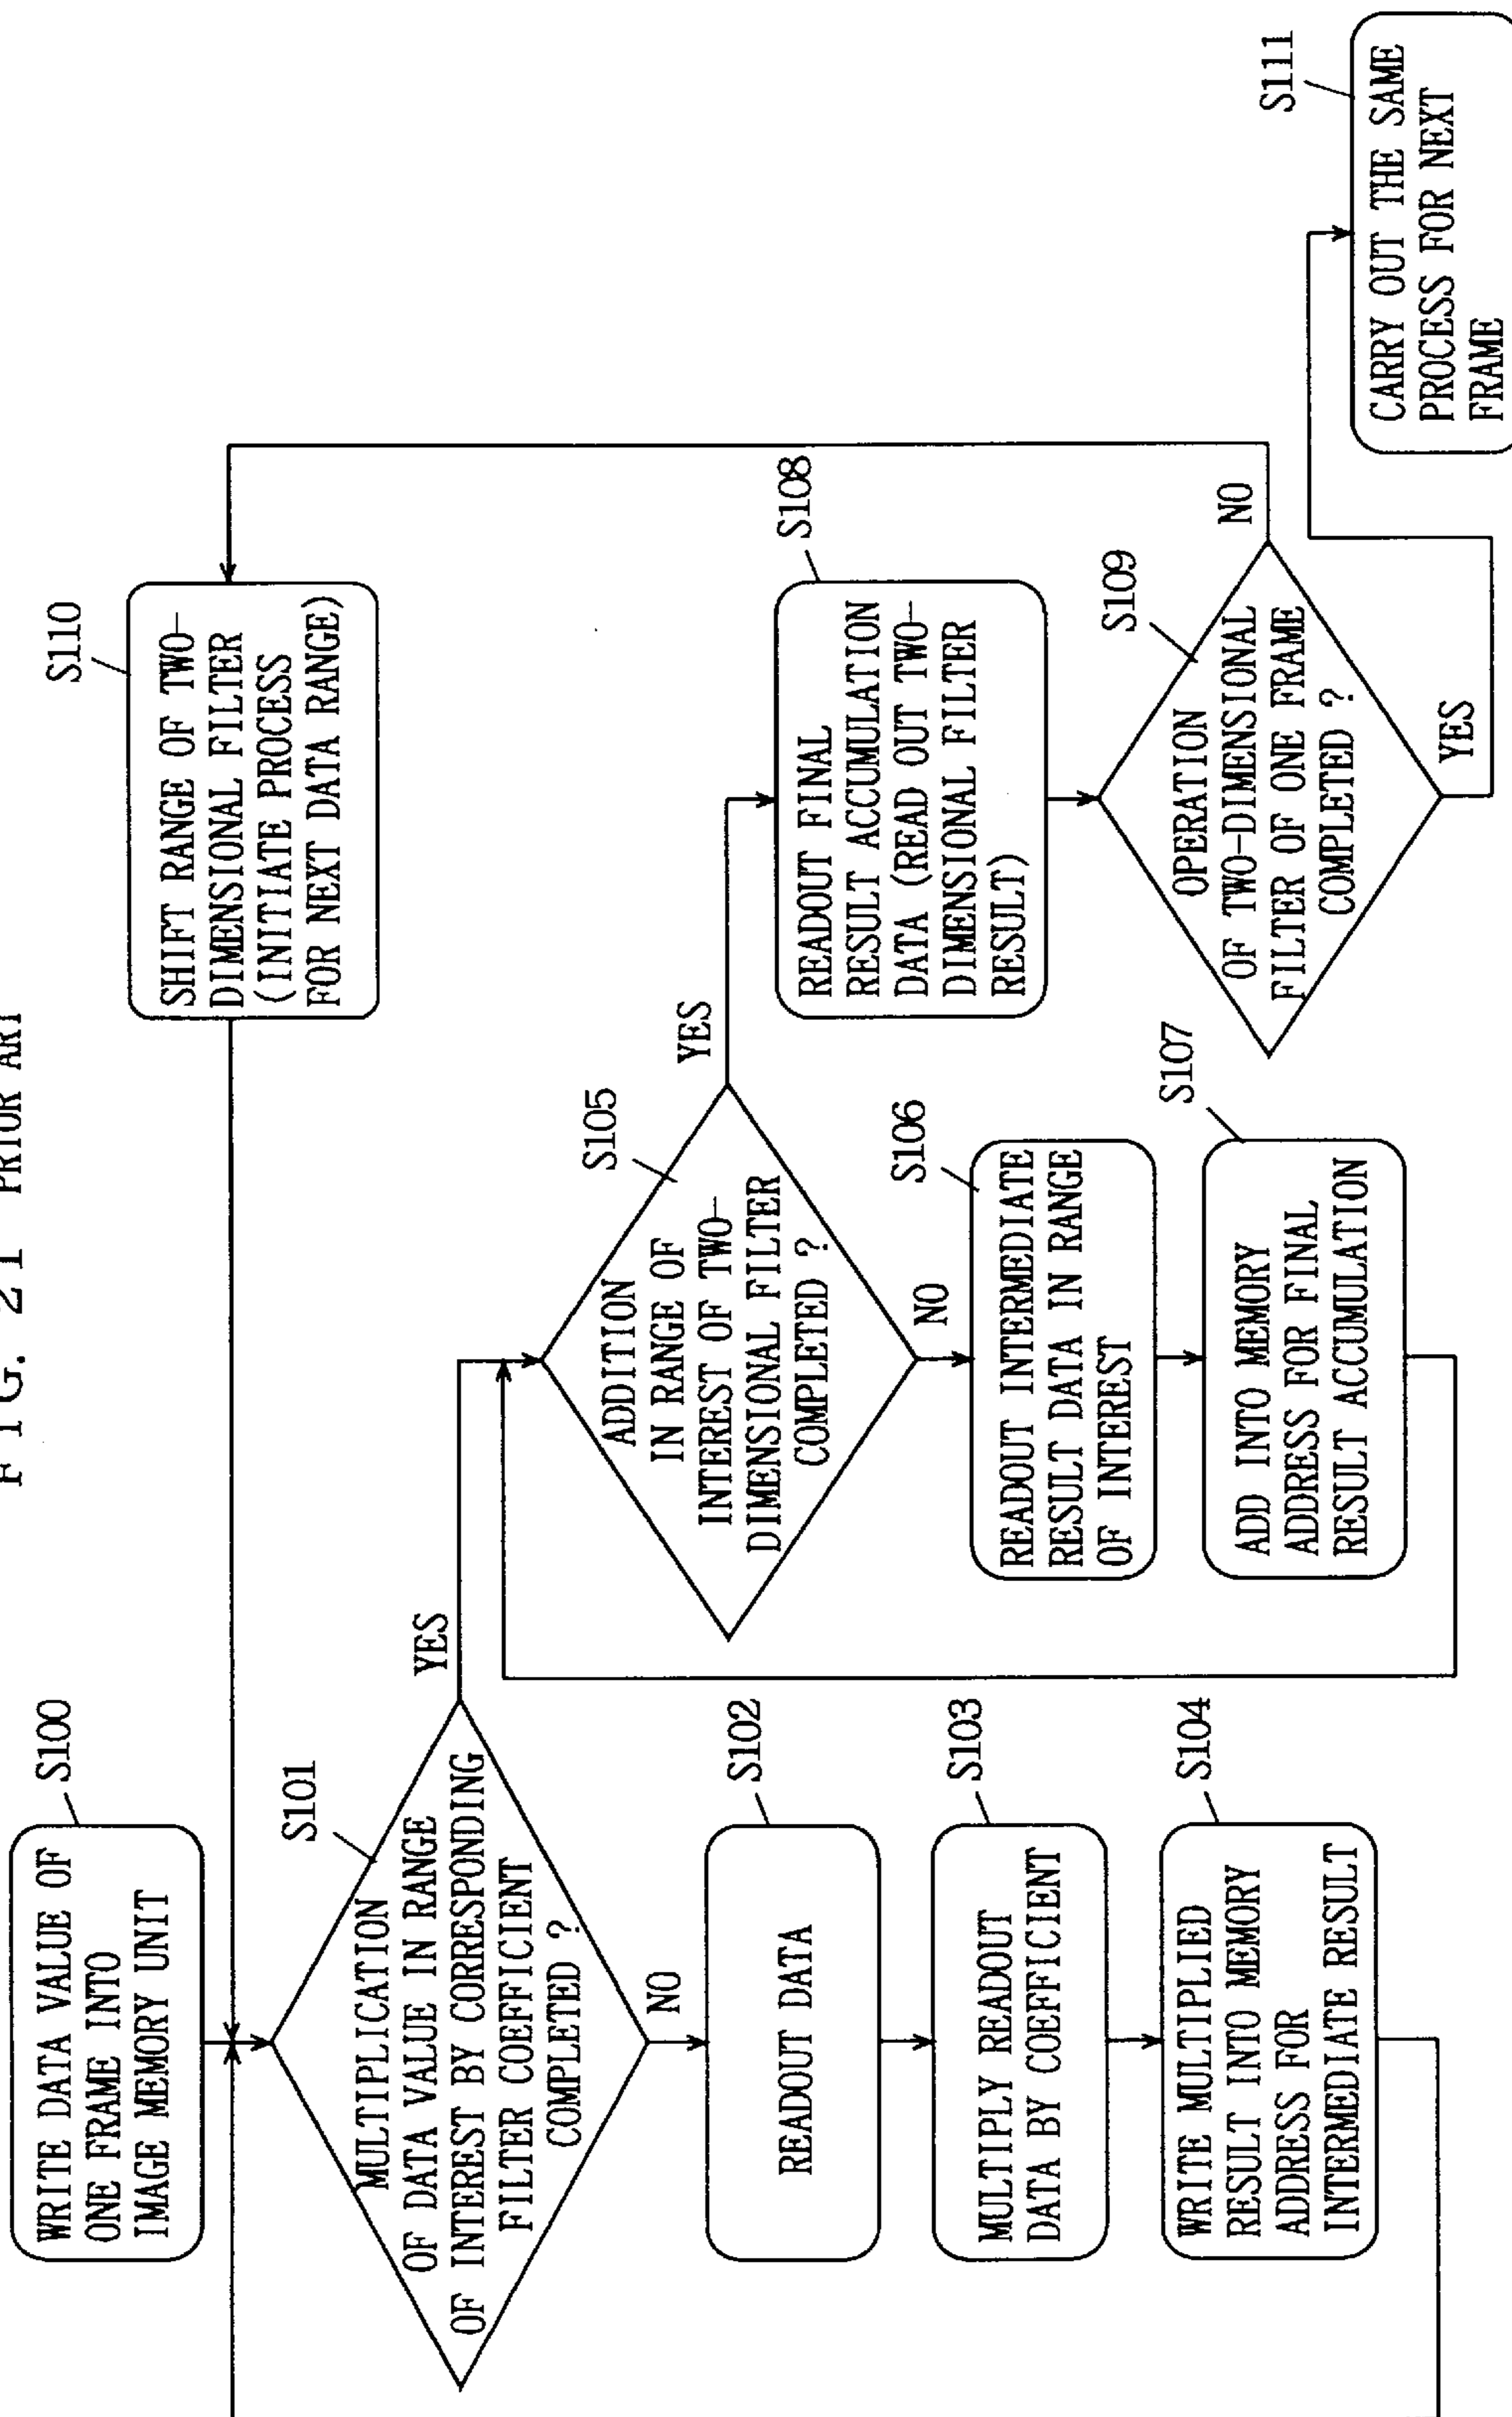 FIG. 21 PRIOR ART
S100
WRITE DATA VALUE OF
ONE FRAME INTO
IMAGE MEMORY UNIT
S101
MULTIPLICATION
OF DATA VALUE IN RANGE
OF INTEREST BY CORRESPONDING
FILTER COEFFICIENT
COMPLETED ?
YES
NO
S102
READOUT DATA
S103
MULTIPLY READOUT
DATA BY COEFFICIENT
S104
WRITE MULTIPLIED
RESULT INTO MEMORY
ADDRESS FOR
INTERMEDIATE RESULT
S105
ADDITION
IN RANGE OF
INTEREST OF TWO-
DIMENSIONAL FILTER
COMPLETED ?
YES
NO
S106
READOUT INTERMEDIATE
RESULT DATA IN RANGE
OF INTEREST
S107
ADD INTO MEMORY
ADDRESS FOR FINAL
RESULT ACCUMULATION
S110
SHIFT RANGE OF TWO-
DIMENSIONAL FILTER
(INITIATE PROCESS
FOR NEXT DATA RANGE)
S108
READOUT FINAL
RESULT ACCUMULATION
DATA (READ OUT TWO-
DIMENSIONAL FILTER
RESULT)
S109
OPERATION
OF TWO-DIMENSIONAL
FILTER OF ONE FRAME
COMPLETED ?
NO
YES
S111
CARRY OUT THE SAME
PROCESS FOR NEXT
FRAME